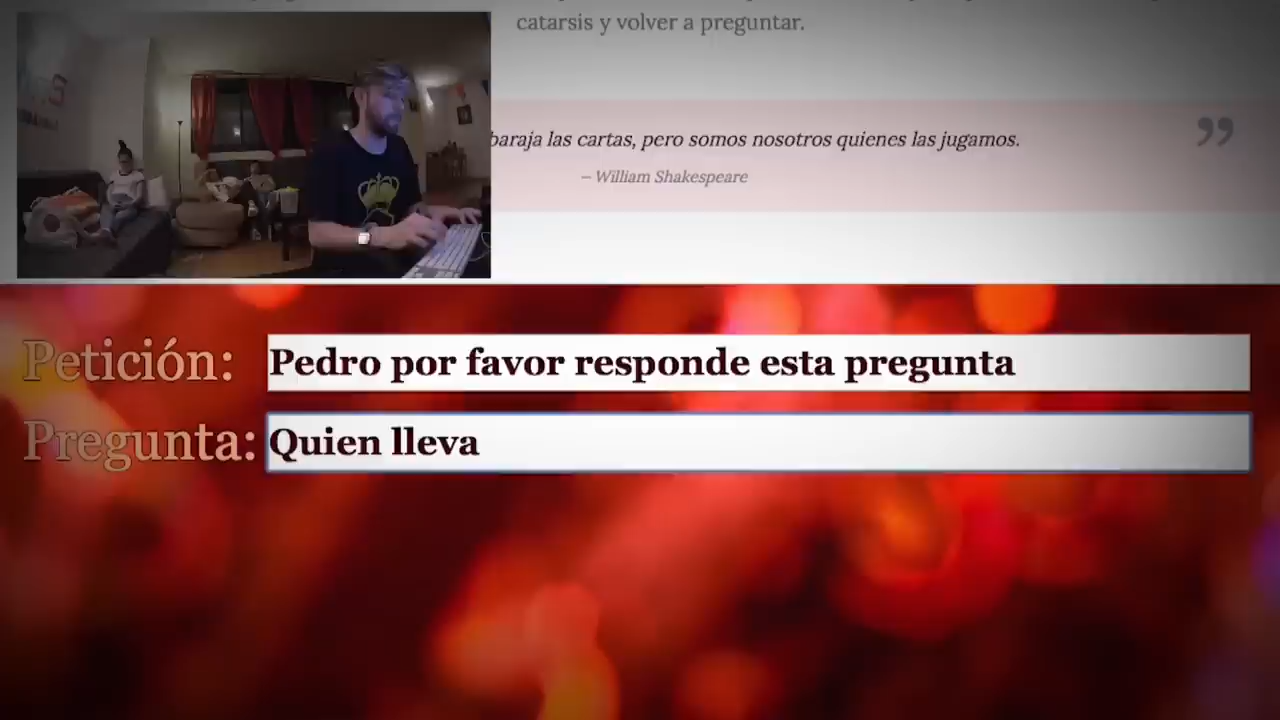 catarsis y volver a preguntar.
baraja las cartas, pero somos nosotros quienes las jugamos.
”
– William Shakespeare
Petición: Pedro por favor responde esta pregunta
Pregunta: Quien lleva